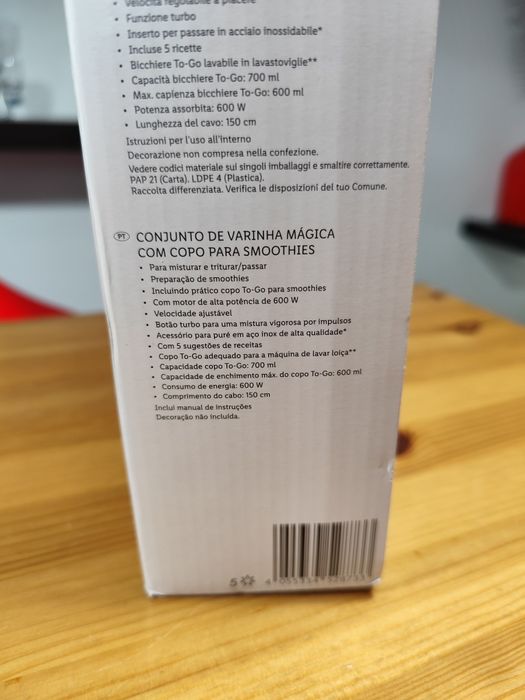 • Velocità regolabile a piacere
• Funzione turbo
• Inserto per passare in acciaio inossidabile*
• Incluse 5 ricette
• Bicchiere To-Go lavabile in lavastoviglie**
• Capacità bicchiere To-Go: 700 ml
• Max. capienza bicchiere To-Go: 600 ml
• Potenza assorbita: 600 W
• Lunghezza del cavo: 150 cm
Istruzioni per l'uso all'interno
Decorazione non compresa nella confezione.
Vedere codici materiale sui singoli imballaggi e smaltire correttamente.
PAP 21 (Carta). LDPE 4 (Plastica).
Raccolta differenziata. Verifica le disposizioni del tuo Comune.
PT CONJUNTO DE VARINHA MÁGICA
COM COPO PARA SMOOTHIES
• Para misturar e triturar/passar
• Preparação de smoothies
• Incluindo prático copo To-Go para smoothies
• Com motor de alta potência de 600 W
• Velocidade ajustável
• Botão turbo para uma mistura vigorosa por impulsos
• Acessório para puré em aço inox de alta qualidade*
• Com 5 sugestões de receitas
• Copo To-Go adequado para a máquina de lavar loiça**
• Capacidade copo To-Go: 700 ml
• Capacidade de enchimento máx. do copo To-Go: 600 ml
• Consumo de energia: 600 W
• Comprimento do cabo: 150 cm
Inclui manual de instruções
Decoração não incluída.
5